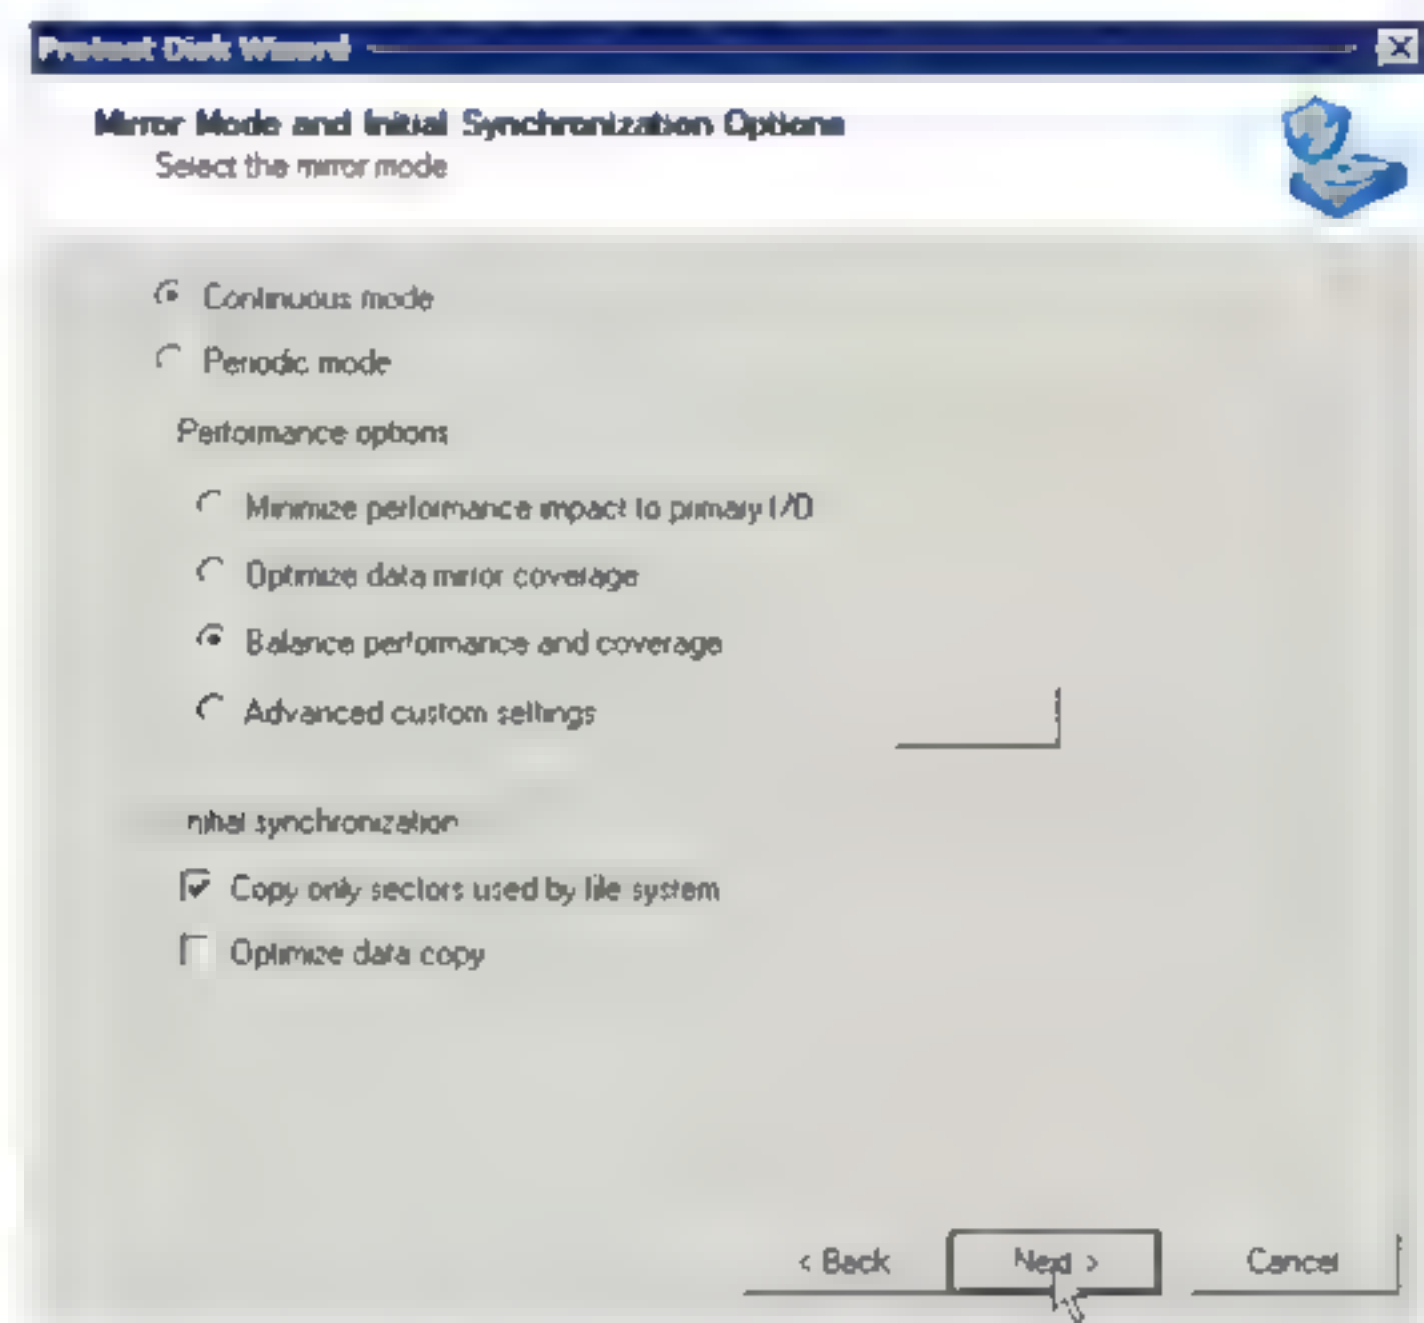 Protect Disk Wizard
Mirror Mode and Initial Synchronization Options
Select the mirror mode
Continuous mode
Periodic mode
Performance options
Minimize performance impact to primary I/O
Optimize data mirror coverage
Balance performance and coverage
Advanced custom settings
Initial synchronization
Copy only sectors used by file system
Optimize data copy
< Back Next > Cancel